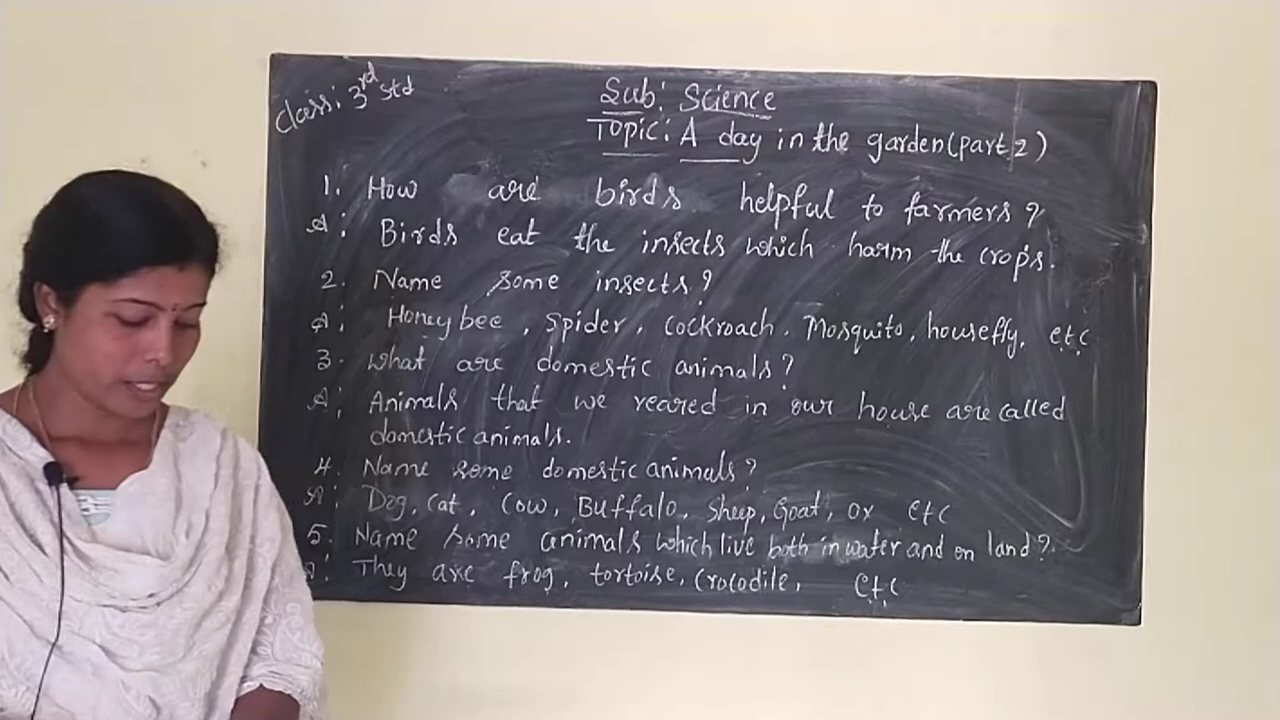 Class: 3rd std
Sub: Science
Topic: A day in the garden (part 2)
1. How are birds helpful to farmers?
A: Birds eat the insects which harm the crops.
2. Name some insects?
A: Honey bee, Spider, Cockroach. Mosquito, housefly, etc
3. What are domestic animals?
A: Animals that we reared in our house are called
domestic animals.
4. Name some domestic animals?
A: Dog, Cat, Cow, Buffalo, Sheep, Goat, ox etc
5. Name some animals which live both in water and on land?
A: They are frog, tortoise, Crocodile, etc